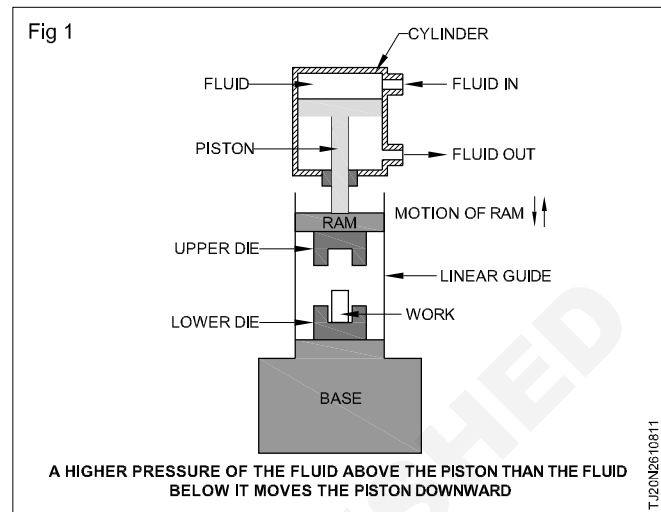 Fig 1
CYLINDER
FLUID
FLUID IN
PISTON
FLUID OUT
MOTION OF RAM
RAM
UPPER DIE
LINEAR GUIDE
WORK
LOWER DIE
BASE
A HIGHER PRESSURE OF THE FLUID ABOVE THE PISTON THAN THE FLUID
BELOW IT MOVES THE PISTON DOWNWARD
TJ20N2610811
SHED